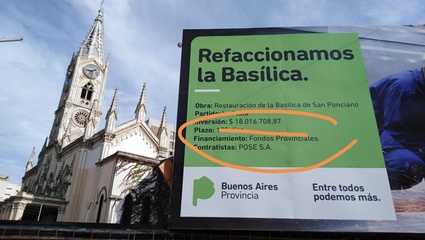 Refaccionamos
la Basílica.
Obra: Restauración de la Basílica de San Ponciano
Partido:
Inversión: $ 18.016.708,87
Plazo:
Financiamiento: Fondos Provinciales
Contratistas: POSE S.A.
Buenos Aires
Provincia
Entre todos
podemos más.